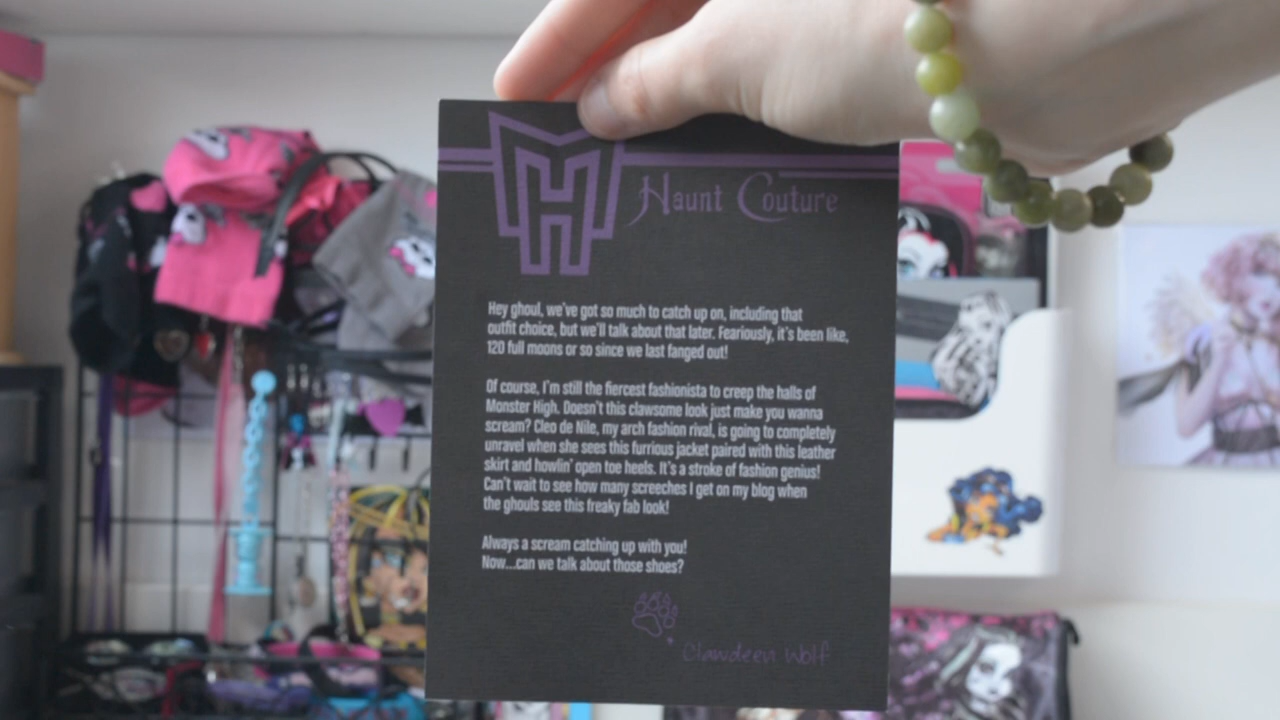 Haunt Couture
Hey ghoul, we've got so much to catch up on, including that
outfit choice, but we'll talk about that later. Feariously, it's been like,
120 full moons or so since we last fanged out!
Of course, I'm still the fiercest fashionista to creep the halls of
Monster High. Doesn't this clawsome look just make you wanna
scream? Cleo de Nile, my arch fashion rival, is going to completely
unravel when she sees this furrious jacket paired with this leather
skirt and howlin' open toe heels. It's a stroke of fashion genius!
Can't wait to see how many screeches I get on my blog when
the ghouls see this freaky fab look!
Always a scream catching up with you!
Now...can we talk about those shoes?
Clawdeen Wolf